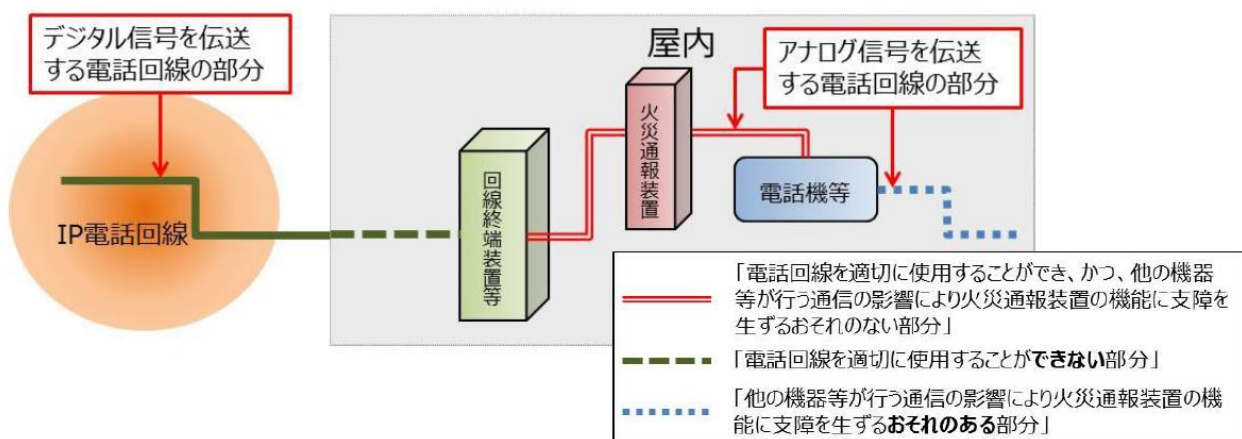 デジタル信号を伝送
する電話回線の部分
屋内
アナログ信号を伝送
する電話回線の部分
火災通報装置
回線終端装置等
電話機等
IP電話回線
「電話回線を適切に使用することができ、かつ、他の機器
等が行う通信の影響により火災通報装置の機能に支障を
生ずるおそれのない部分」
「電話回線を適切に使用することができない部分」
「他の機器等が行う通信の影響により火災通報装置の機
能に支障を生ずるおそれのある部分」